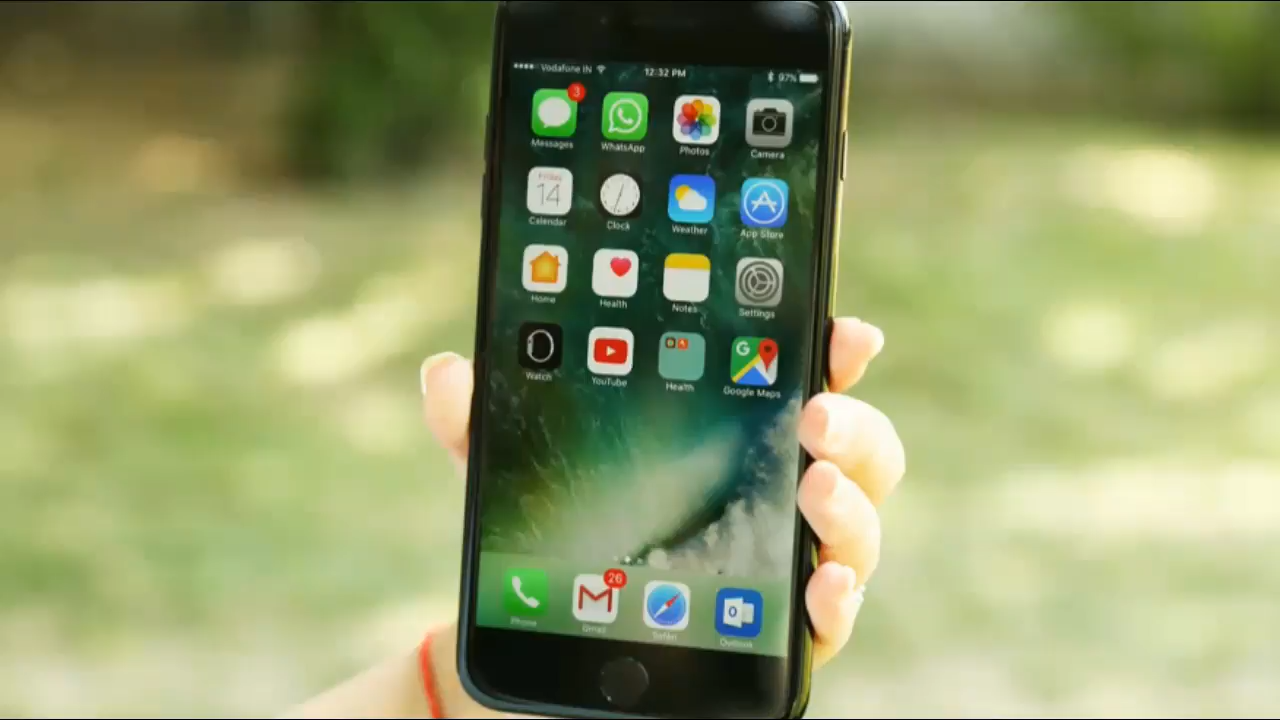 Vodafone IN 12:32 PM 97%
3
Messages WhatsApp Photos Camera
Friday
14
Calendar Clock Weather App Store
Home Health Notes Settings
G
Watch YouTube Health Google Maps
26
O
Phone Gmail Safari Outlook